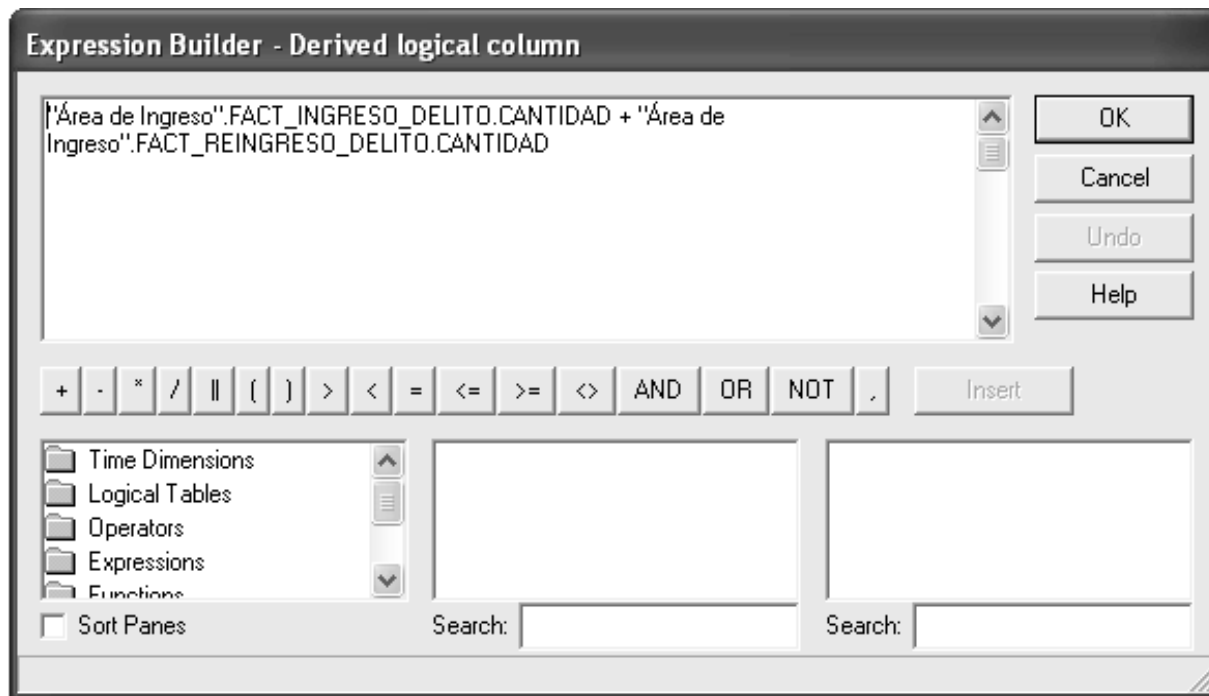 Expression Builder - Derived logical column
"Área de Ingreso".FACT_INGRESO_DELITO.CANTIDAD + "Área de
Ingreso".FACT_REINGRESO_DELITO.CANTIDAD
OK
Cancel
Undo
Help
+ - * / || ( ) > < = <= >= <> AND OR NOT , Insert
Time Dimensions
Logical Tables
Operators
Expressions
Functions
Sort Panes Search: Search: